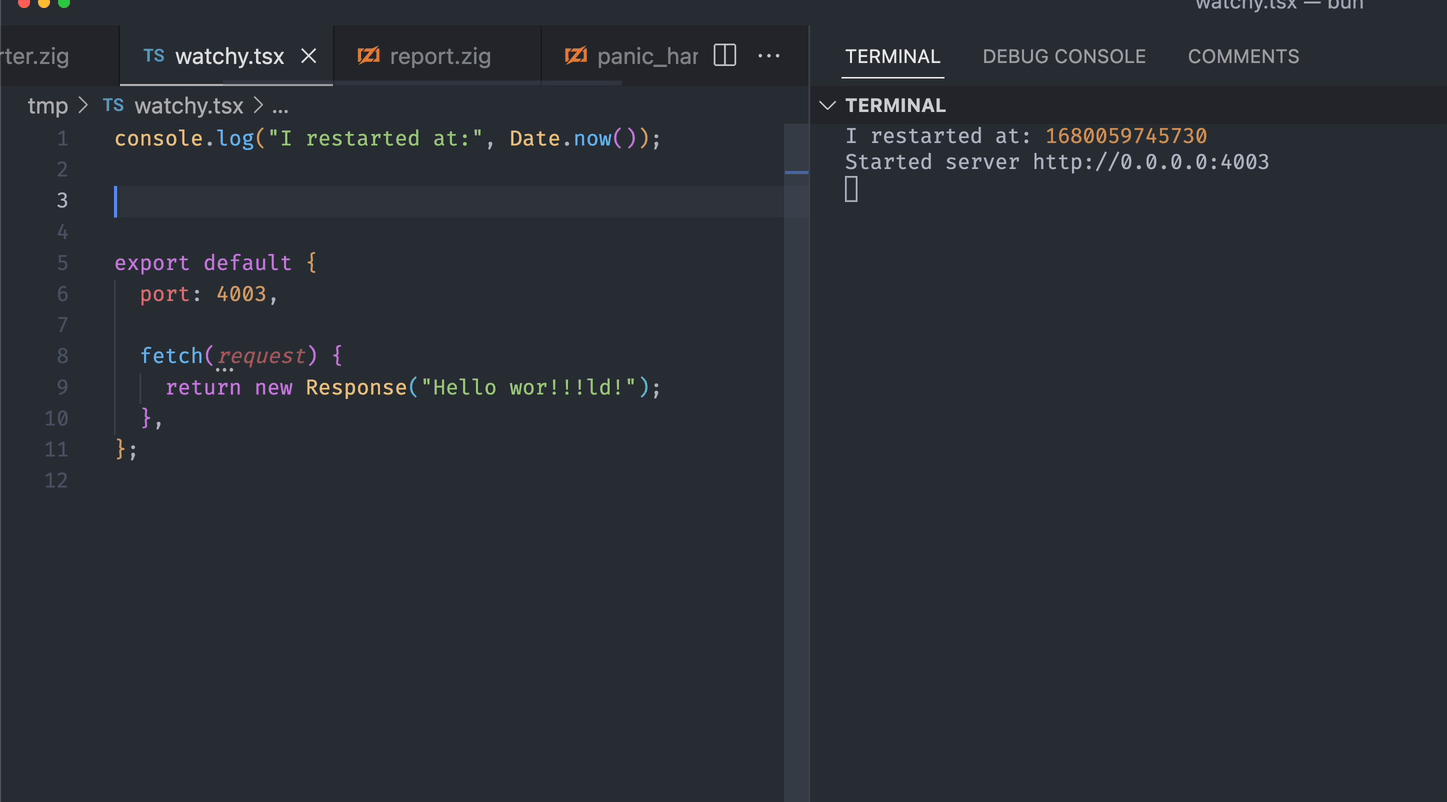 watchy.tsx — bun
rter.zig
TS watchy.tsx
report.zig
panic_har
TERMINAL
DEBUG CONSOLE
COMMENTS
tmp > TS watchy.tsx > ...
TERMINAL
1 console.log("I restarted at:", Date.now());
2
3
4
5 export default {
6 port: 4003,
7
8 fetch(request) {
9 return new Response("Hello wor!!!ld!");
10 },
11 };
12
I restarted at: 1680059745730
Started server http://0.0.0.0:4003